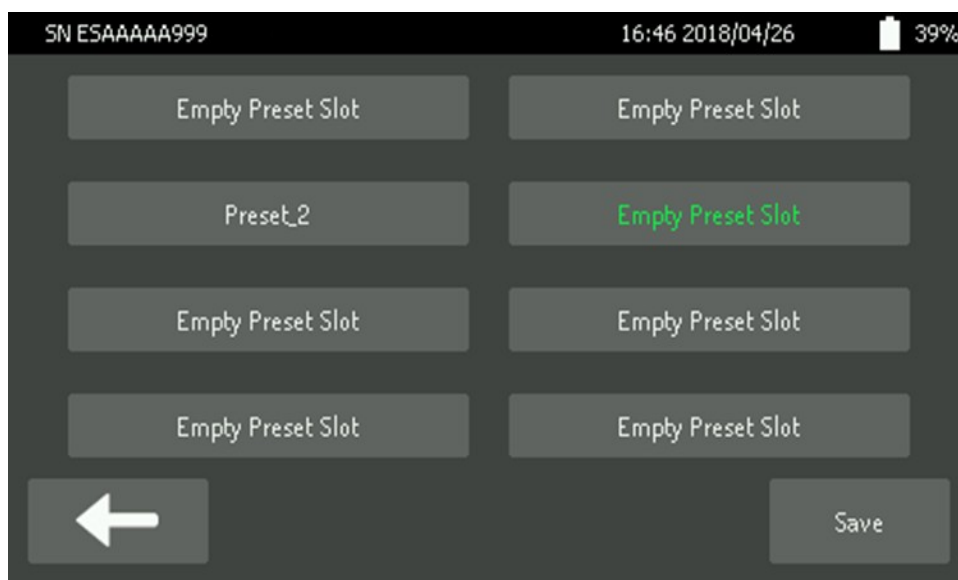 SN ESAAAAA999 16:46 2018/04/26 39%
Empty Preset Slot Empty Preset Slot
Preset_2 Empty Preset Slot
Empty Preset Slot Empty Preset Slot
Empty Preset Slot Empty Preset Slot
Save